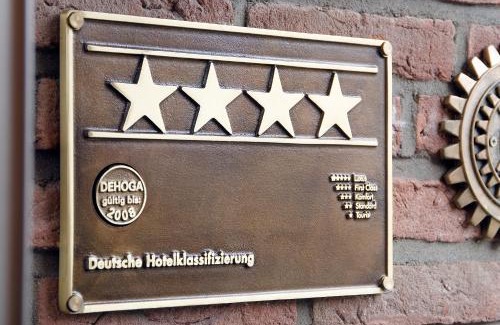 DEHOGA
gültig bis:
2008
★★★★★ Luxus
★★★★ First Class
★★★ Komfort
★★ Standard
★ Tourist
Deutsche Hotelklassifizierung